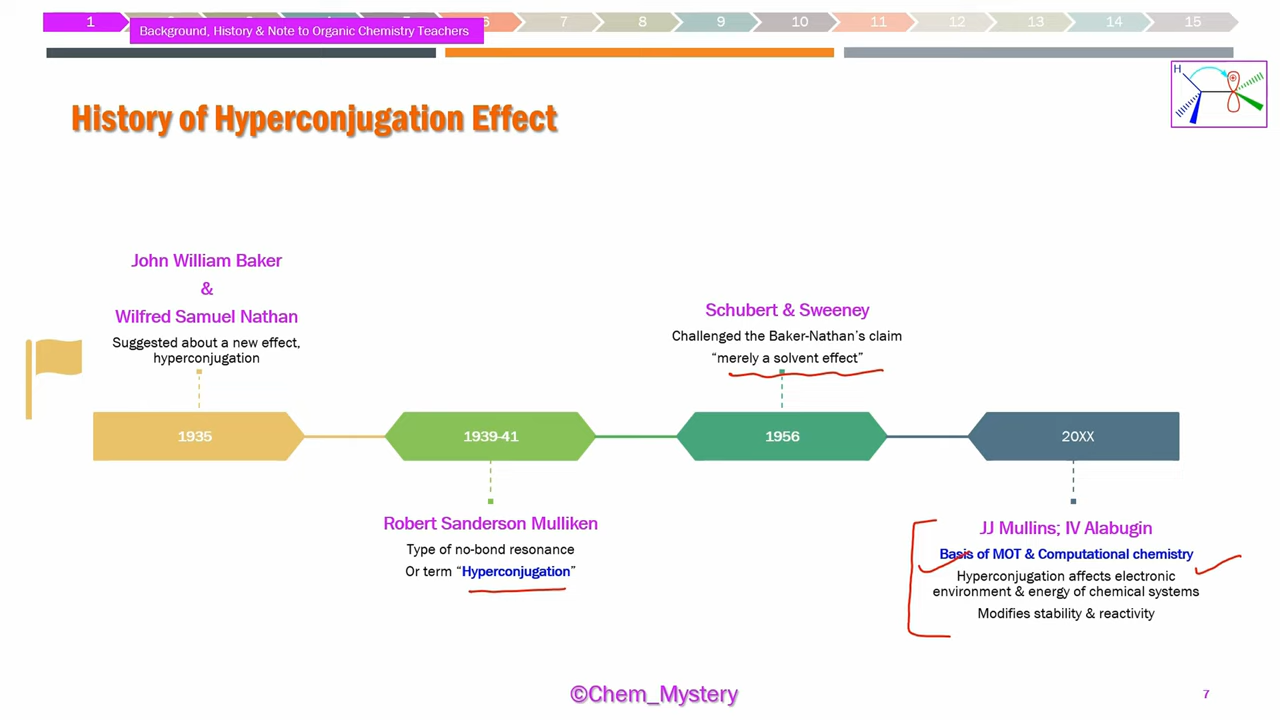 1
6
7
8
9
10
11
12
13
14
15
Background, History & Note to Organic Chemistry Teachers
History of Hyperconjugation Effect
H
John William Baker
&
Wilfred Samuel Nathan
Suggested about a new effect,
hyperconjugation
Schubert & Sweeney
Challenged the Baker-Nathan’s claim
“merely a solvent effect”
1935
1939-41
1956
20XX
Robert Sanderson Mulliken
Type of no-bond resonance
Or term “Hyperconjugation”
JJ Mullins; IV Alabugin
Basis of MOT & Computational chemistry
Hyperconjugation affects electronic
environment & energy of chemical systems
Modifies stability & reactivity
©Chem_Mystery
7